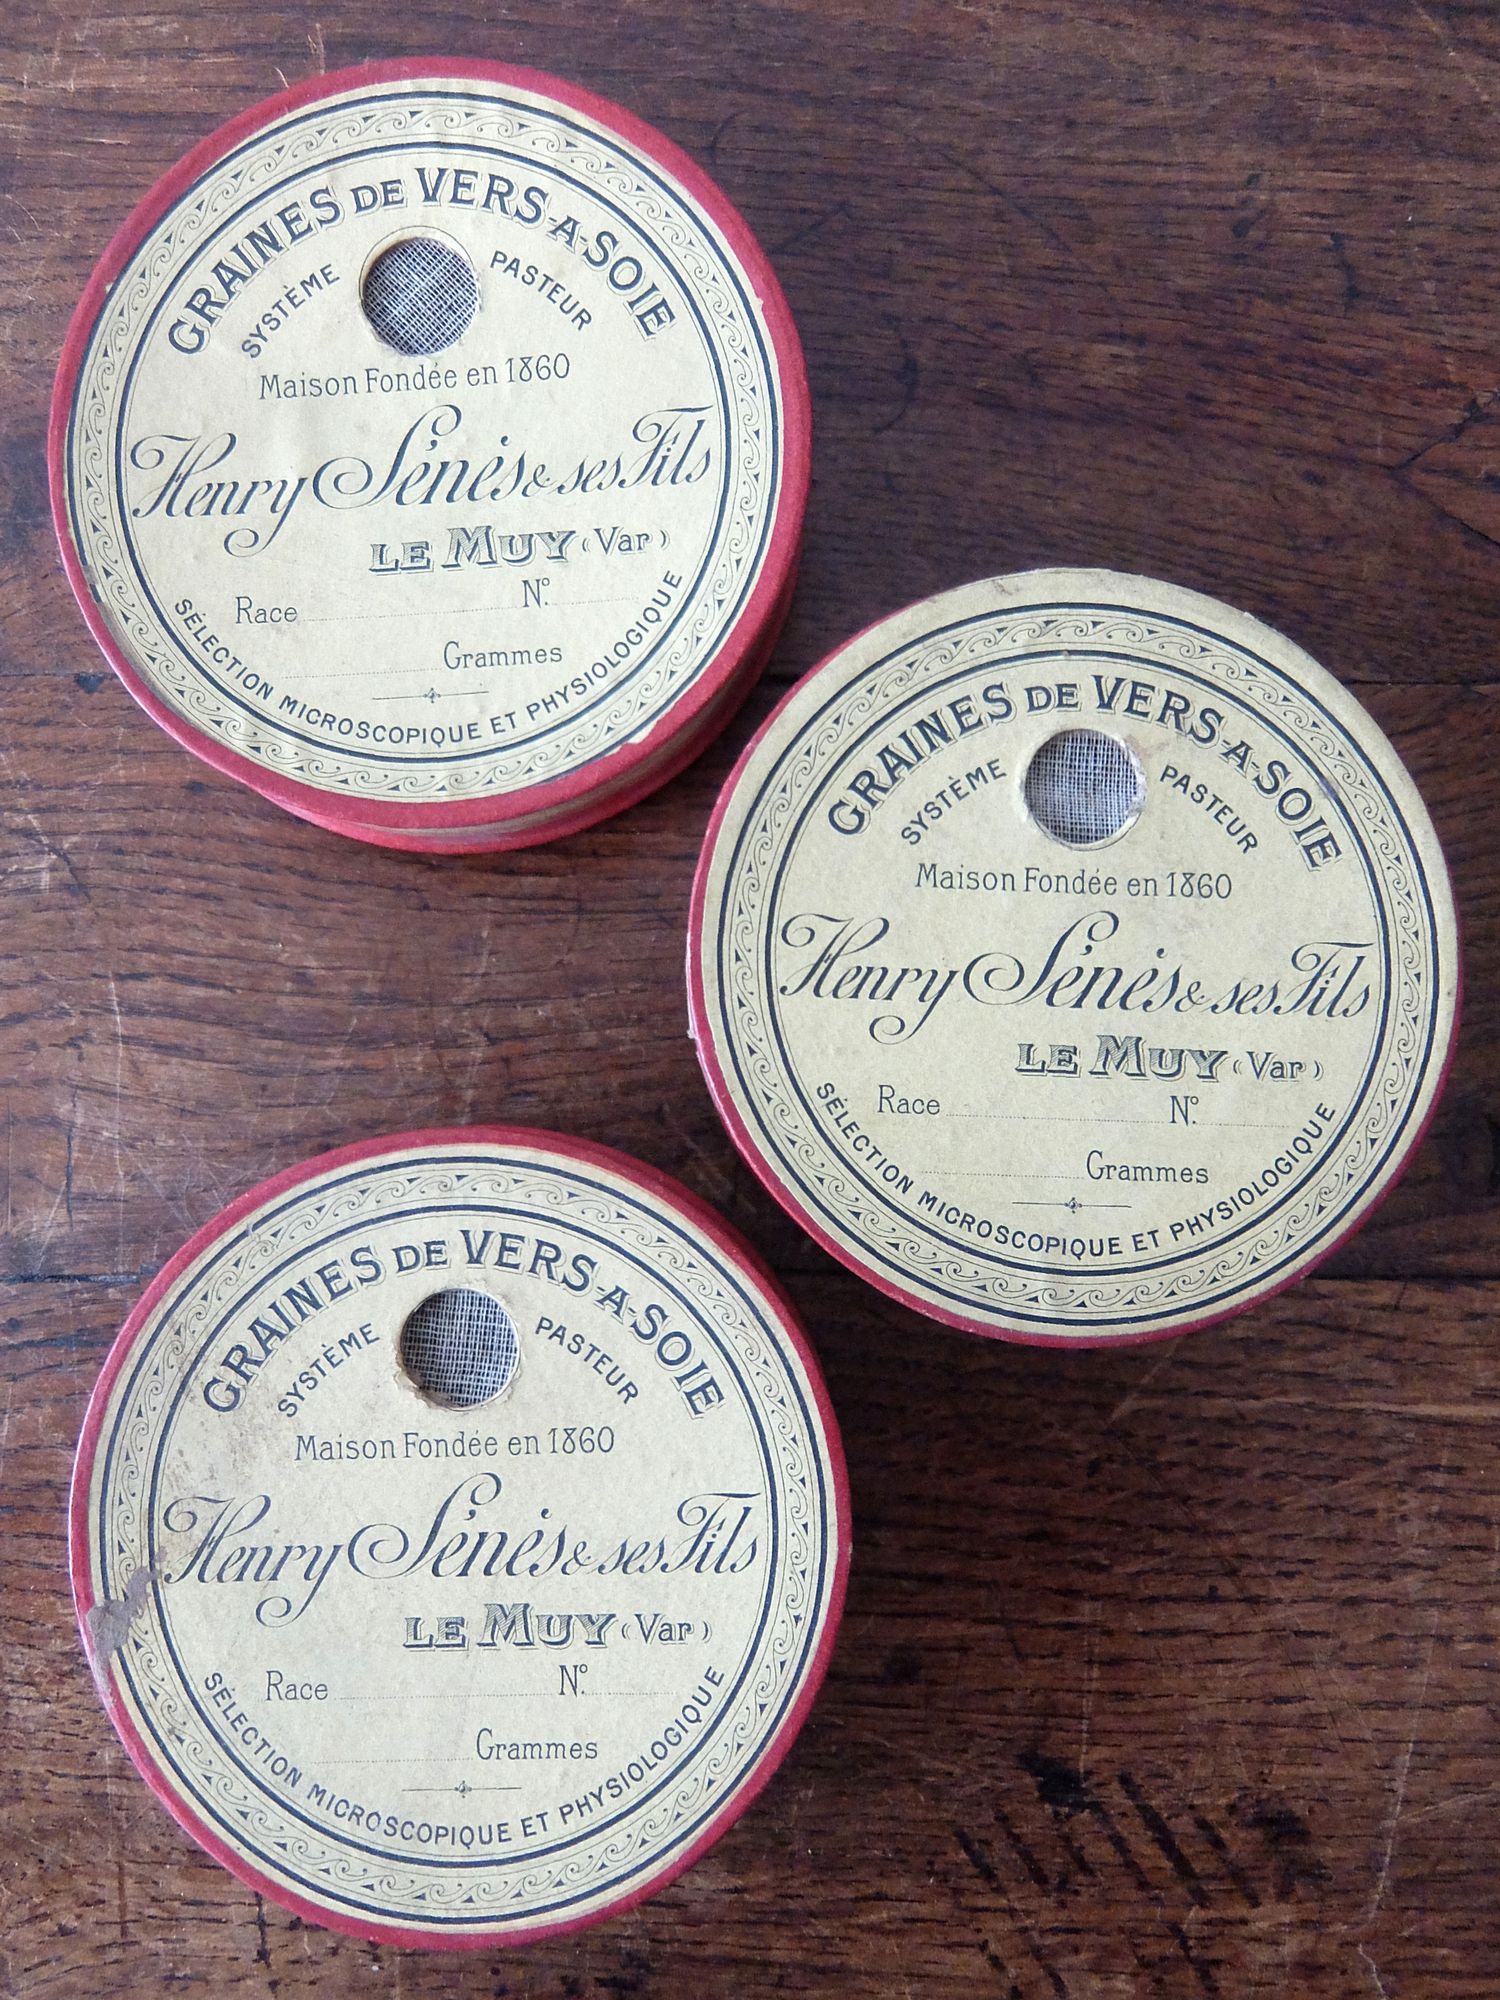 GRAINES DE VERS-A-SOIE
SYSTÈME PASTEUR
Maison Fondée en 1860
Henry Sénès & ses Fils
LE MUY (Var)
Race N°
Grammes
SÉLECTION MICROSCOPIQUE ET PHYSIOLOGIQUE
GRAINES DE VERS-A-SOIE
SYSTÈME PASTEUR
Maison Fondée en 1860
Henry Sénès & ses Fils
LE MUY (Var)
Race N°
Grammes
SÉLECTION MICROSCOPIQUE ET PHYSIOLOGIQUE
GRAINES DE VERS-A-SOIE
SYSTÈME PASTEUR
Maison Fondée en 1860
Henry Sénès & ses Fils
LE MUY (Var)
Race N°
Grammes
SÉLECTION MICROSCOPIQUE ET PHYSIOLOGIQUE